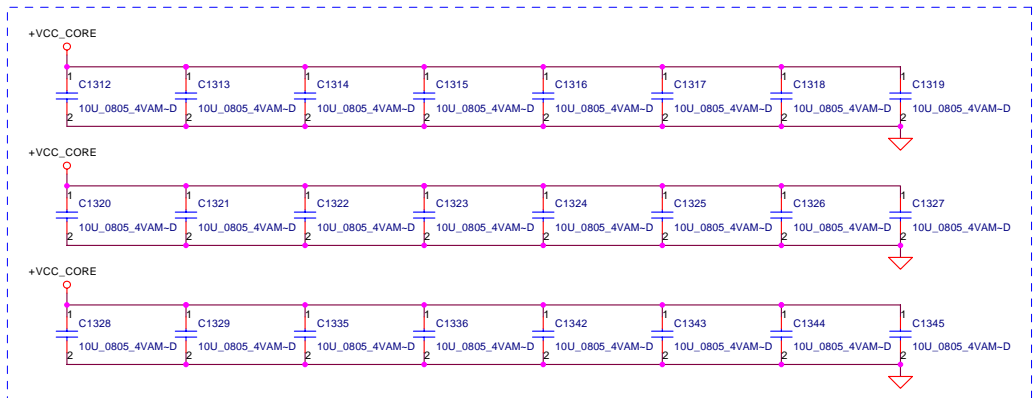 +VCC_CORE
1 1 1 1 1 1 1 1
C1312 C1313 C1314 C1315 C1316 C1317 C1318 C1319
10U_0805_4VAM~D 10U_0805_4VAM~D 10U_0805_4VAM~D 10U_0805_4VAM~D 10U_0805_4VAM~D 10U_0805_4VAM~D 10U_0805_4VAM~D 10U_0805_4VAM~D
2 2 2 2 2 2 2 2
+VCC_CORE
1 1 1 1 1 1 1 1
C1320 C1321 C1322 C1323 C1324 C1325 C1326 C1327
10U_0805_4VAM~D 10U_0805_4VAM~D 10U_0805_4VAM~D 10U_0805_4VAM~D 10U_0805_4VAM~D 10U_0805_4VAM~D 10U_0805_4VAM~D 10U_0805_4VAM~D
2 2 2 2 2 2 2 2
+VCC_CORE
1 1 1 1 1 1 1 1
C1328 C1329 C1335 C1336 C1342 C1343 C1344 C1345
10U_0805_4VAM~D 10U_0805_4VAM~D 10U_0805_4VAM~D 10U_0805_4VAM~D 10U_0805_4VAM~D 10U_0805_4VAM~D 10U_0805_4VAM~D 10U_0805_4VAM~D
2 2 2 2 2 2 2 2